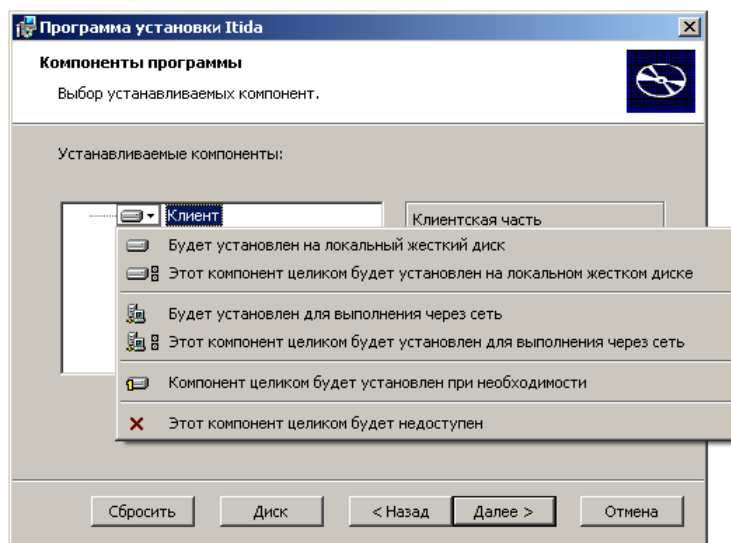 Программа установки Itida
Компоненты программы
Выбор устанавливаемых компонент.
Устанавливаемые компоненты:
Клиент
Клиентская часть
Будет установлен на локальный жесткий диск
Этот компонент целиком будет установлен на локальном жестком диске
Будет установлен для выполнения через сеть
Этот компонент целиком будет установлен для выполнения через сеть
Компонент целиком будет установлен при необходимости
Этот компонент целиком будет недоступен
Сбросить
Диск
< Назад
Далее >
Отмена